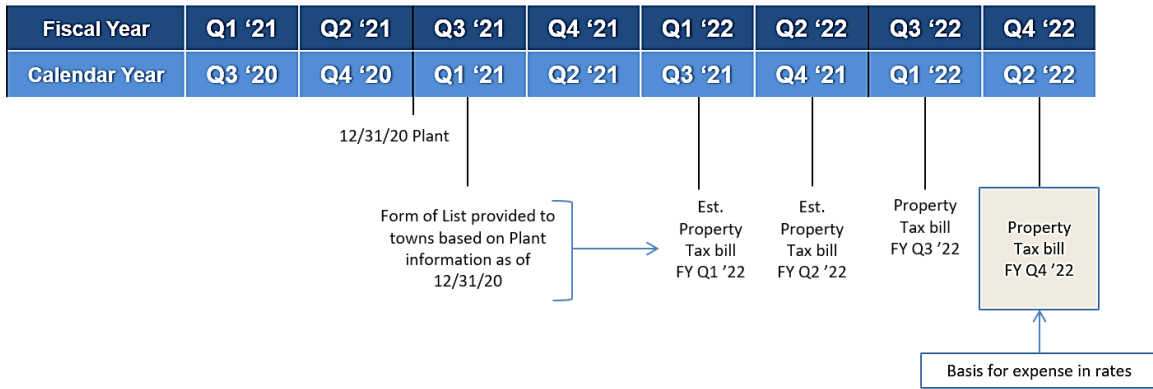 Fiscal Year Q1 ‘21 Q2 ‘21 Q3 ‘21 Q4 ‘21 Q1 ‘22 Q2 ‘22 Q3 ‘22 Q4 ‘22
Calendar Year Q3 ‘20 Q4 ‘20 Q1 ‘21 Q2 ‘21 Q3 ‘21 Q4 ‘21 Q1 ‘22 Q2 ‘22
12/31/20 Plant
Form of List provided to
towns based on Plant
information as of
12/31/20
Est.
Property
Tax bill
FY Q1 ’22
Est.
Property
Tax bill
FY Q2 ’22
Property
Tax bill
FY Q3 ’22
Property
Tax bill
FY Q4 ’22
Basis for expense in rates